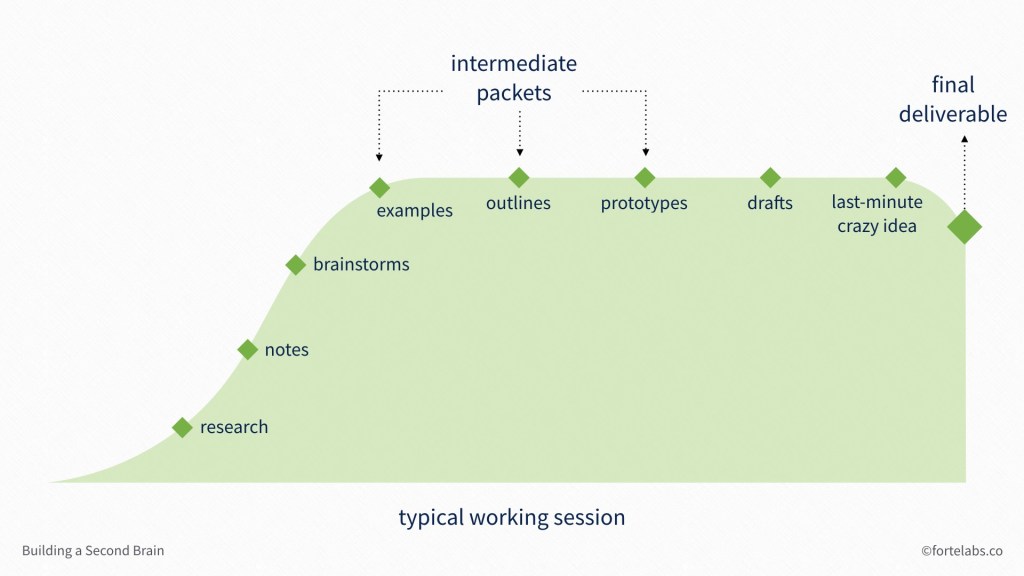 intermediate
packets
final
deliverable
examples
outlines
prototypes
drafts
last-minute
crazy idea
brainstorms
notes
research
typical working session
Building a Second Brain
©fortelabs.co